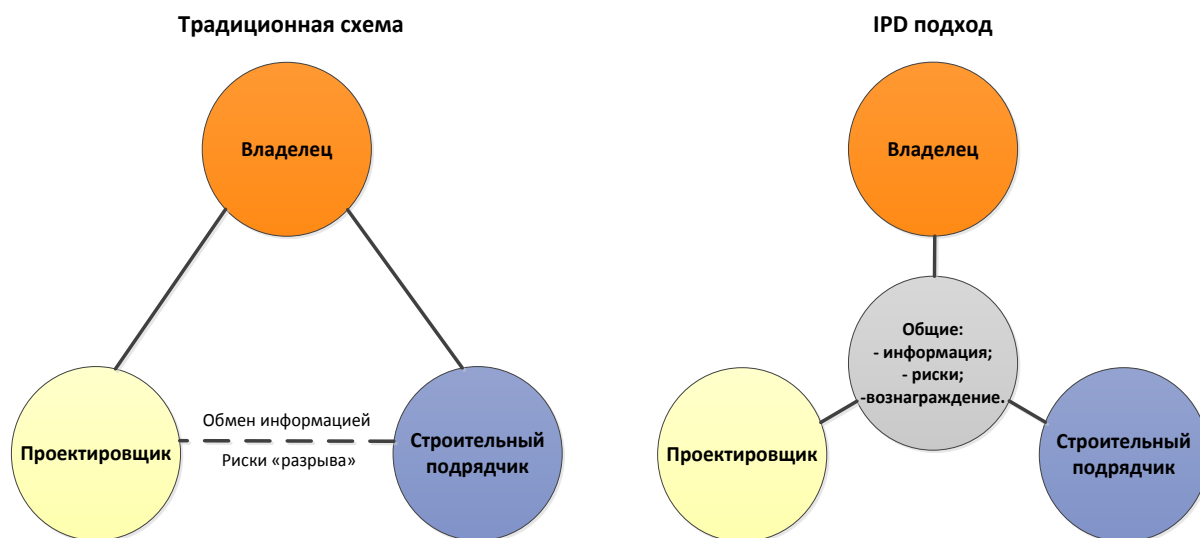 Традиционная схема
Владелец
Проектировщик
Обмен информацией
Риски «разрыва»
Строительный
подрядчик
IPD подход
Владелец
Общие:
- информация;
- риски;
-вознаграждение.
Проектировщик
Строительный
подрядчик